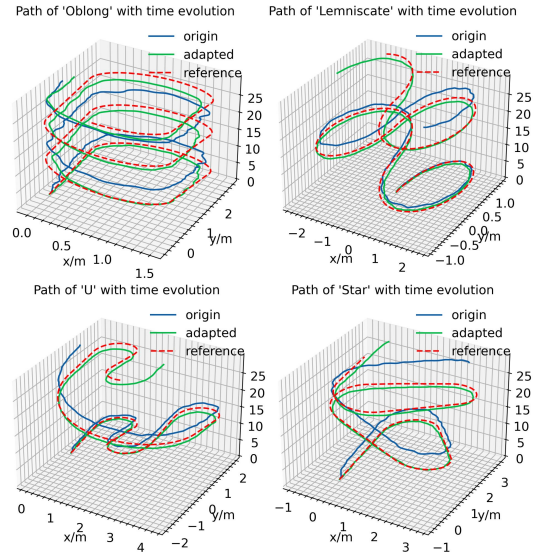 Path of 'Oblong' with time evolution
origin
adapted
reference
25
20
15
10
5
0
0.0
0.5
1.0
1.5
x/m
0
1
2
y/m
Path of 'Lemniscate' with time evolution
origin
adapted
reference
25
20
15
10
5
0
−2
−1
0
1
2
x/m
−1.0
−0.5
0.0
0.5
1.0
y/m
Path of 'U' with time evolution
origin
adapted
reference
25
20
15
10
5
0
0
1
2
3
4
x/m
−2
−1
0
1
2
3
y/m
Path of 'Star' with time evolution
origin
adapted
reference
25
20
15
10
5
0
−1
0
1
2
3
x/m
−1
0
1
2
3
y/m